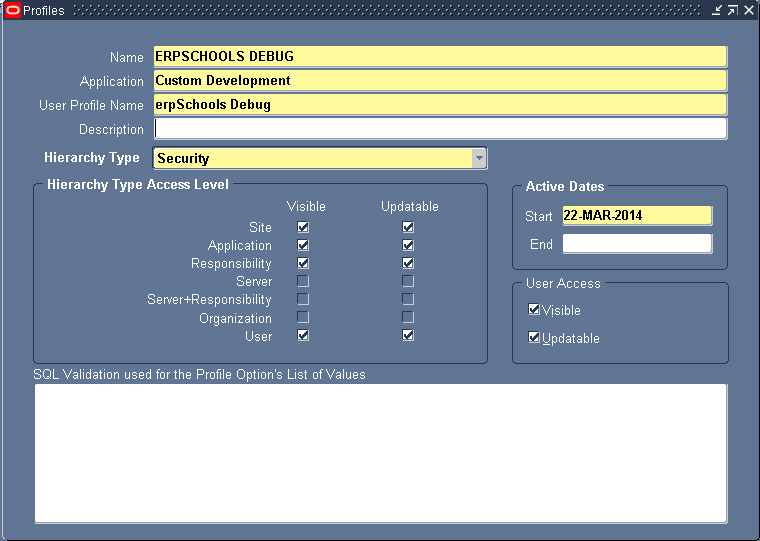 Profiles
Name ERPSCHOOLS DEBUG
Application Custom Development
User Profile Name erpSchools Debug
Description
Hierarchy Type Security
Hierarchy Type Access Level
Visible Updatable
Site
Application
Responsibility
Server
Server+Responsibility
Organization
User
Active Dates
Start 22-MAR-2014
End
User Access
Visible
Updatable
SQL Validation used for the Profile Option's List of Values